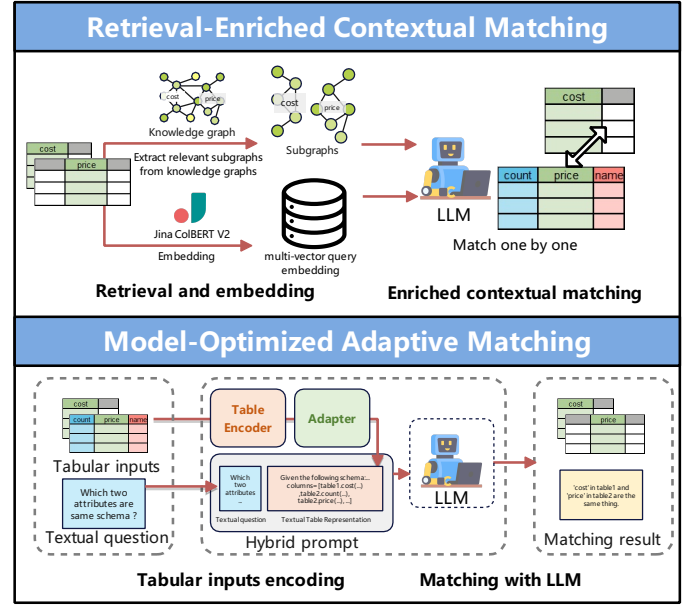 Retrieval-Enriched Contextual Matching
cost
price
Knowledge graph
Extract relevant subgraphs
from knowledge graphs
cost
price
Subgraphs
cost
price
Jina ColBERT V2
Embedding
multi-vector query
embedding
LLM
cost
count
price
name
Match one by one
Retrieval and embedding
Enriched contextual matching
Model-Optimized Adaptive Matching
cost
count
price
name
Tabular inputs
Which two
attributes are
same schema ?
Textual question
Table
Encoder
Adapter
Which
two
attributes
...
Textual question
Given the following schema:...
columns=[table1.cost(...)
,table2.count(..),
table2.price(..), ...]
Textual Table Representation
Hybrid prompt
LLM
cost
price
'cost' in table1 and
'price' in table2 are the
same thing.
Matching result
Tabular inputs encoding
Matching with LLM